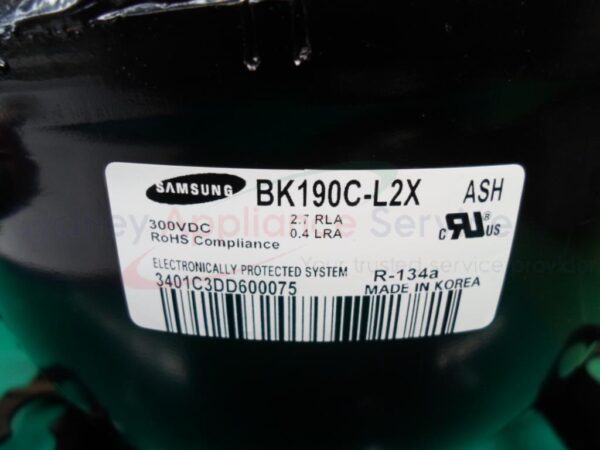 SAMSUNG BK190C-L2X ASH
300VDC 2.7 RLA
RoHS Compliance 0.4 LRA
C RU® US
ELECTRONICALLY PROTECTED SYSTEM R-134a
3401C3DD600075 MADE IN KOREA
Appliance Service
Your trusted service provider